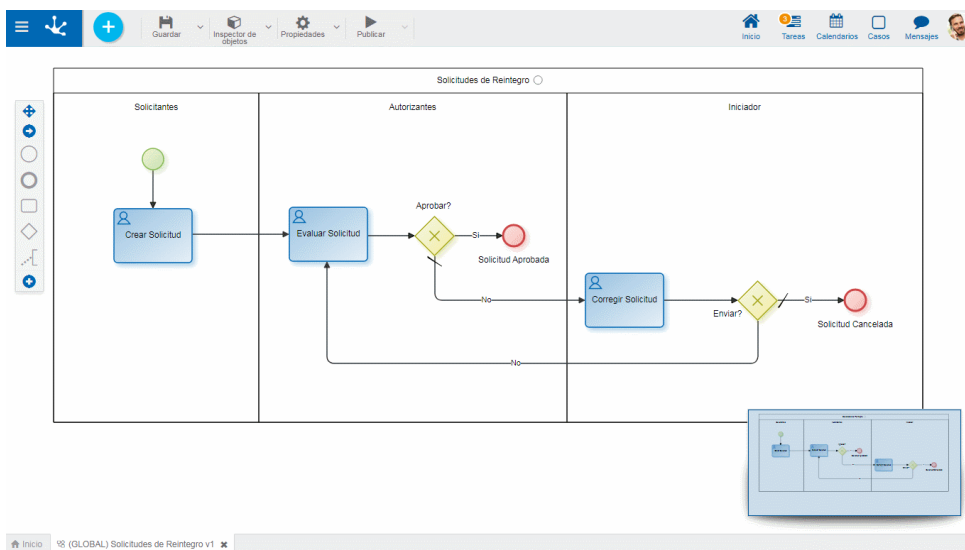 Guardar
Inspector de
objetos
Propiedades
Publicar
Inicio
3
Tareas
Calendarios
Casos
Mensajes
Solicitudes de Reintegro
Solicitantes
Autorizantes
Iniciador
Crear Solicitud
Evaluar Solicitud
Aprobar?
Si
Solicitud Aprobada
No
Corregir Solicitud
Enviar?
Si
Solicitud Cancelada
No
Inicio
(GLOBAL) Solicitudes de Reintegro v1